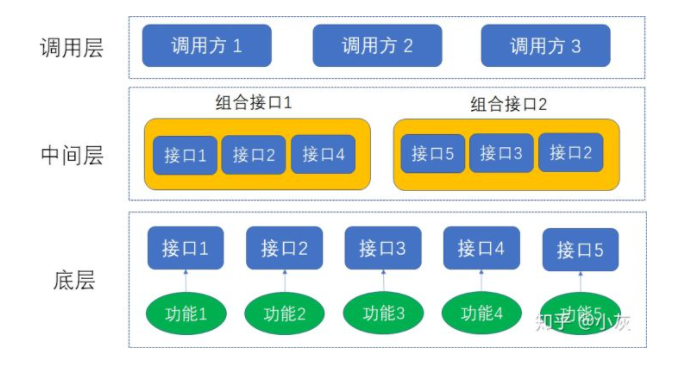 调用层
调用方 1
调用方 2
调用方 3
组合接口1
组合接口2
中间层
接口1
接口2
接口4
接口5
接口3
接口2
底层
接口1
接口2
接口3
接口4
接口5
功能1
功能2
功能3
功能4
功能5
知乎 @小灰